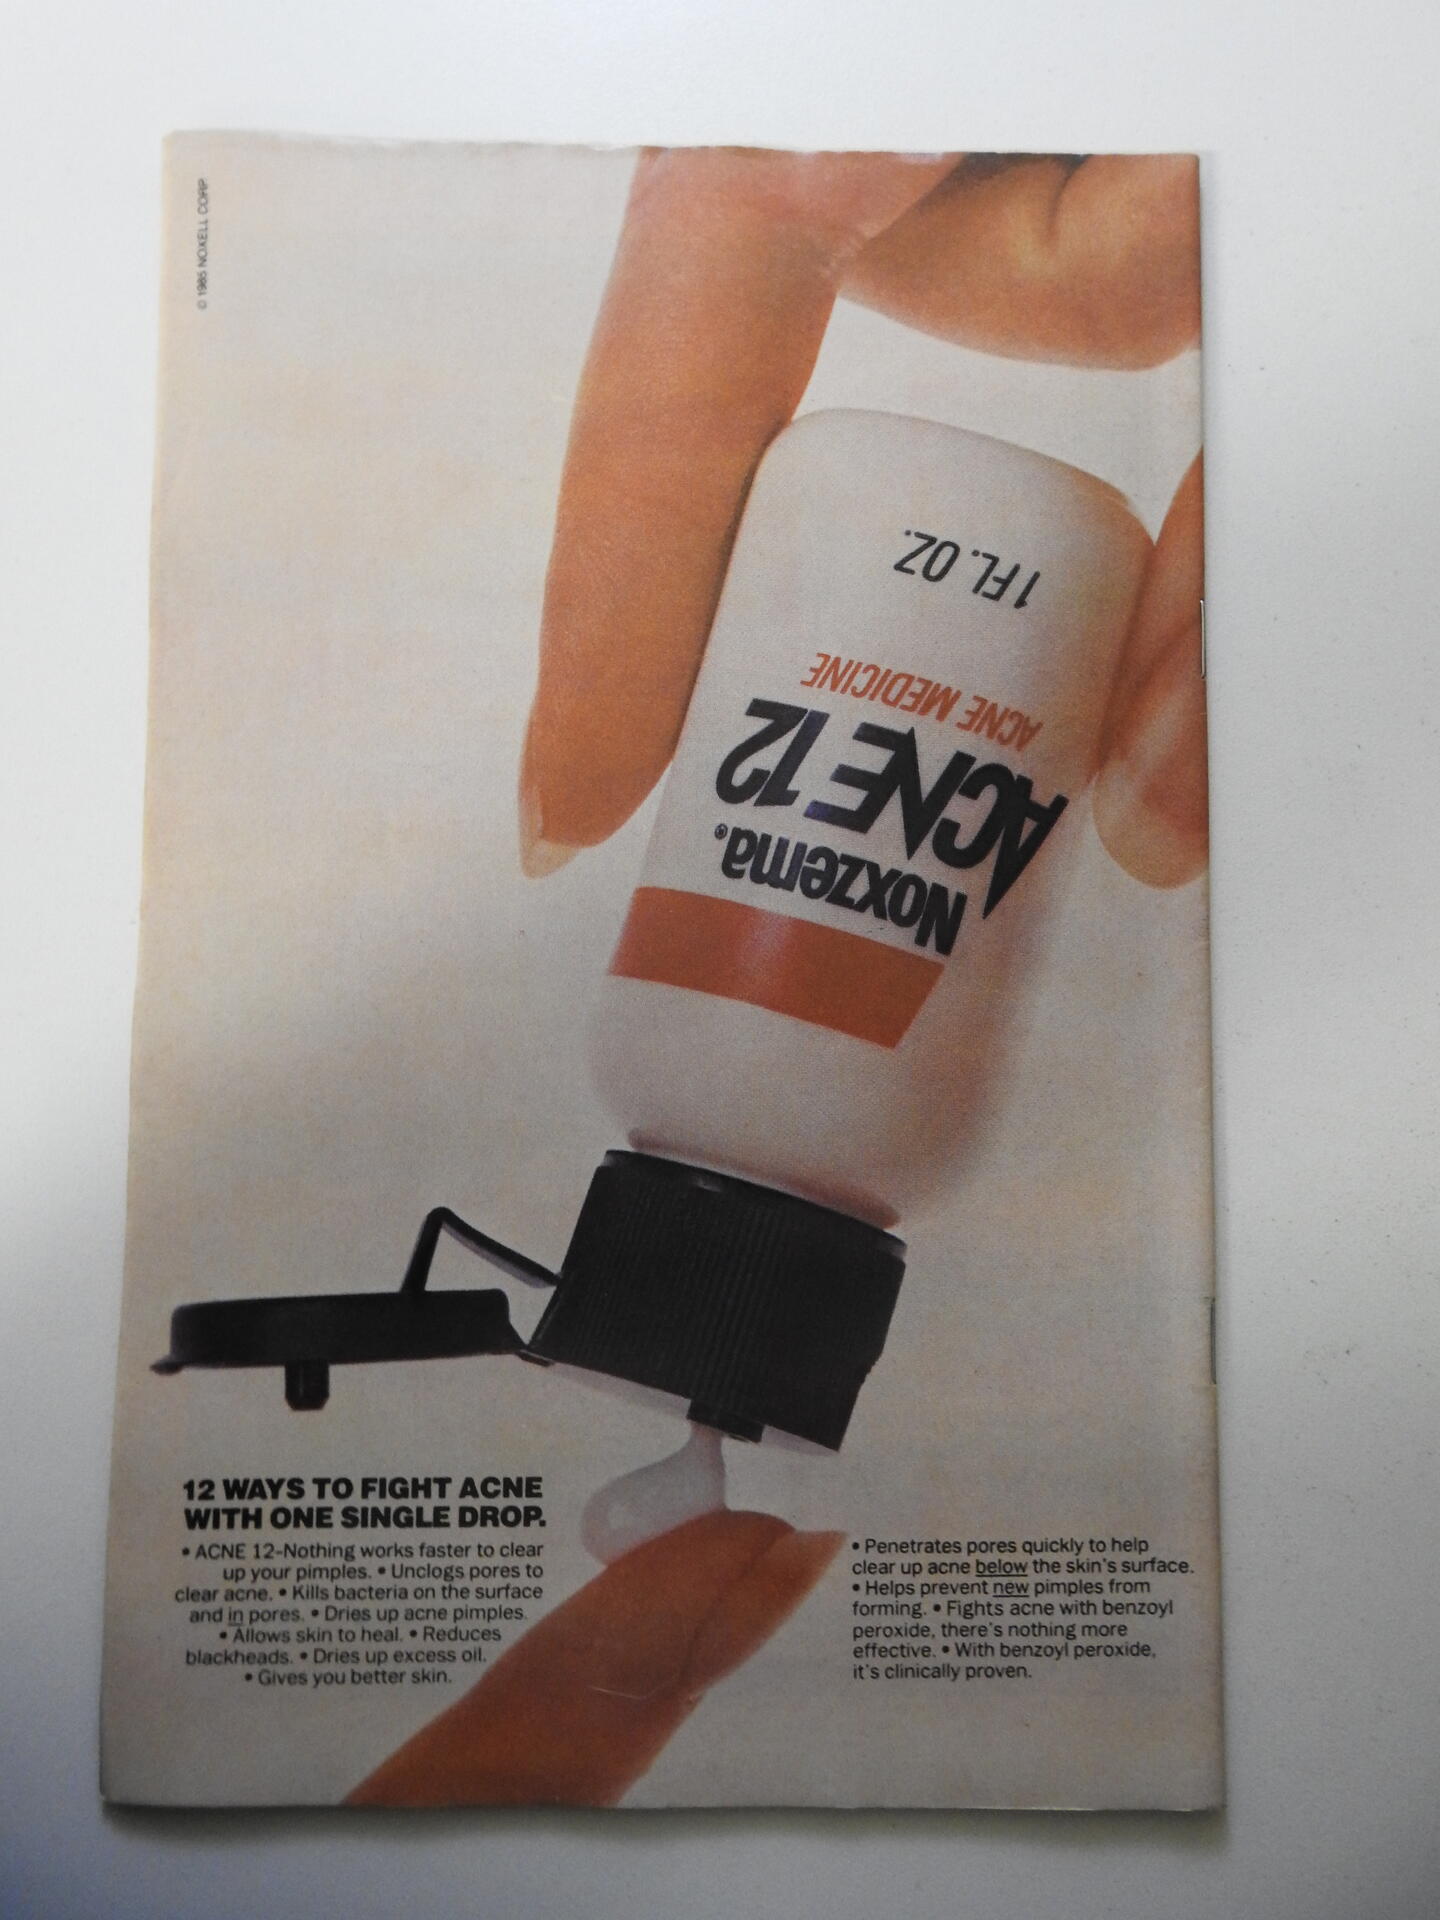 © 1985 NOXELL CORP.
1 FL. OZ.
ACNE MEDICINE
ACNE 12
Noxzema®
12 WAYS TO FIGHT ACNE
WITH ONE SINGLE DROP.
• ACNE 12–Nothing works faster to clear
up your pimples. • Unclogs pores to
clear acne. • Kills bacteria on the surface
and in pores. • Dries up acne pimples.
• Allows skin to heal. • Reduces
blackheads. • Dries up excess oil.
• Gives you better skin.
• Penetrates pores quickly to help
clear up acne below the skin's surface.
• Helps prevent new pimples from
forming. • Fights acne with benzoyl
peroxide, there's nothing more
effective. • With benzoyl peroxide,
it's clinically proven.